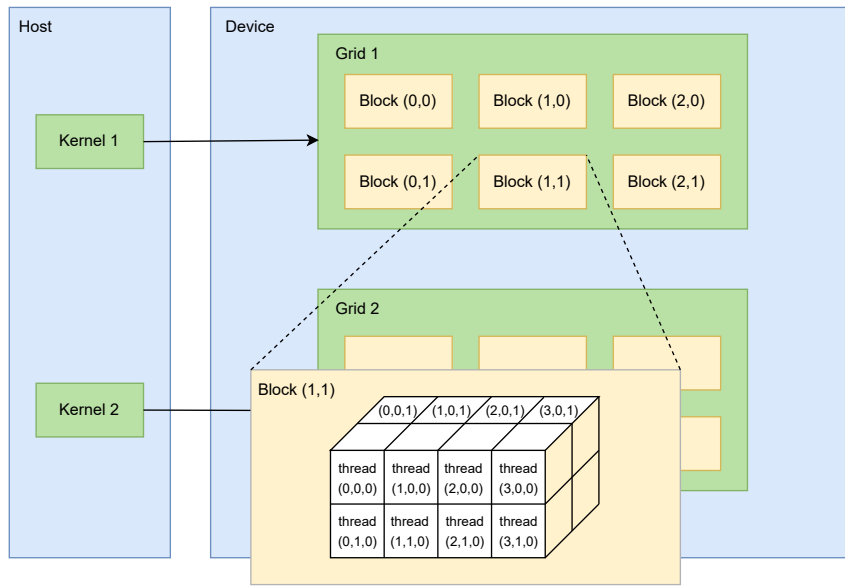 Host
Device
Grid 1
Block (0,0)
Block (1,0)
Block (2,0)
Kernel 1
Block (0,1)
Block (1,1)
Block (2,1)
Grid 2
Kernel 2
Block (1,1)
(0,0,1)
(1,0,1)
(2,0,1)
(3,0,1)
thread
(0,0,0)
thread
(1,0,0)
thread
(2,0,0)
thread
(3,0,0)
thread
(0,1,0)
thread
(1,1,0)
thread
(2,1,0)
thread
(3,1,0)